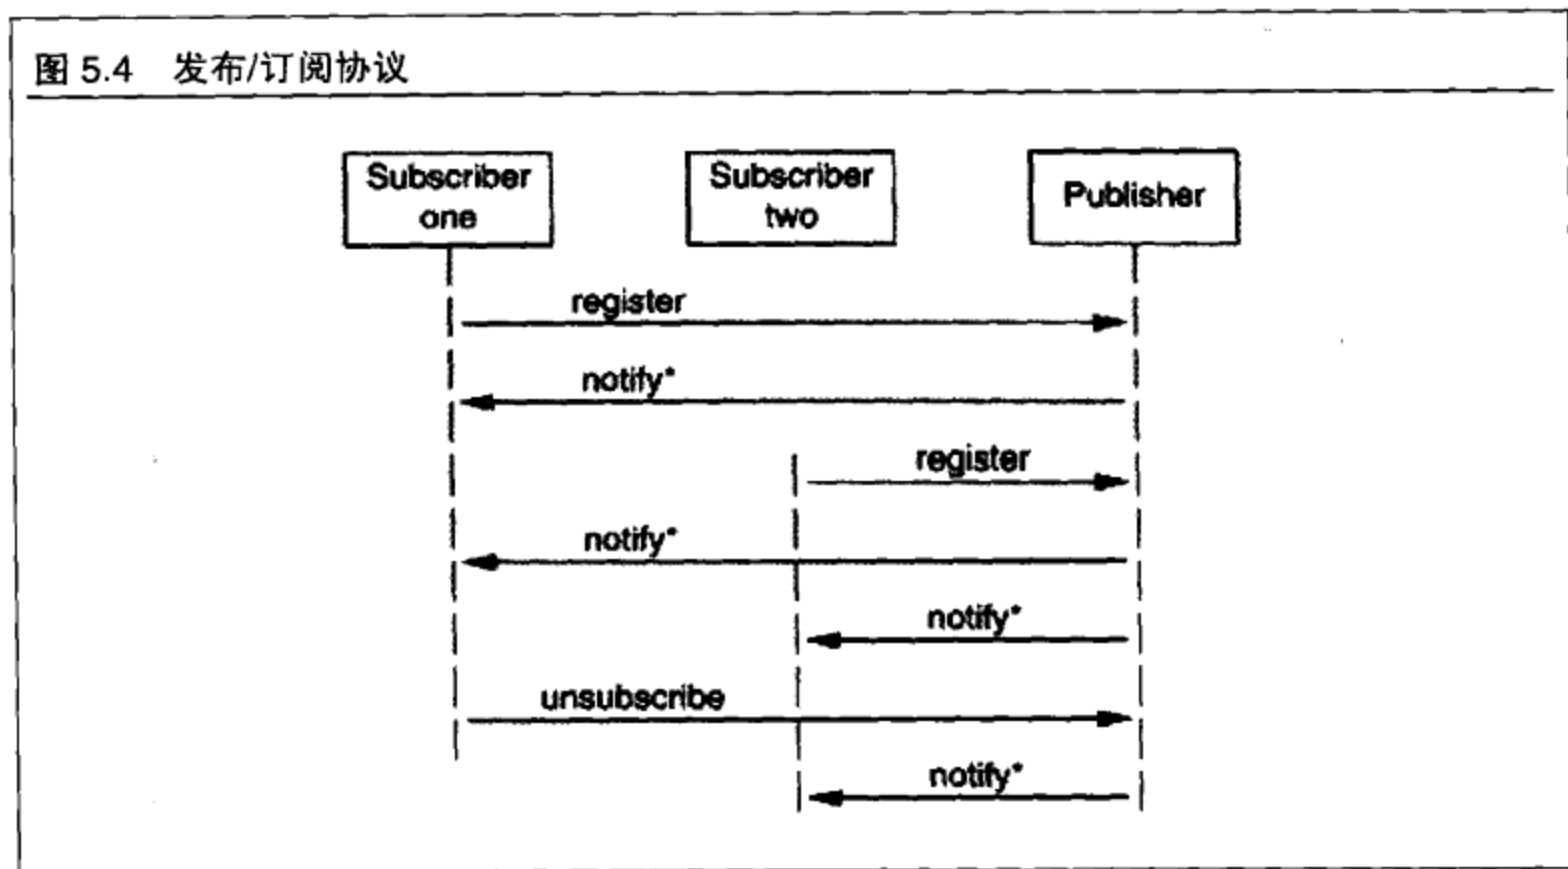 图 5.4 发布/订阅协议
Subscriber
one
Subscriber
two
Publisher
register
notify*
register
notify*
notify*
unsubscribe
notify*